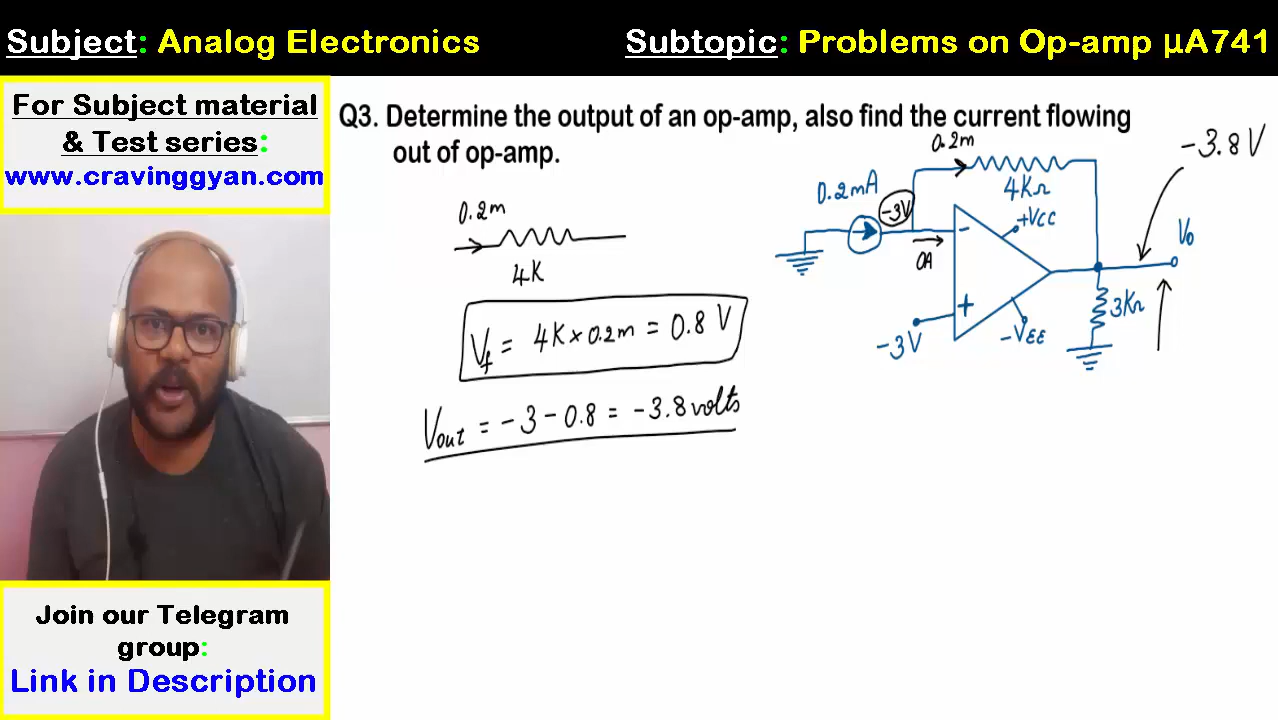 Subject: Analog Electronics
Subtopic: Problems on Op-amp μA741
For Subject material
& Test series:
www.cravinggyan.com
Q3. Determine the output of an op-amp, also find the current flowing
out of op-amp.
0.2m
4K
Vf = 4K×0.2m = 0.8 V
Vout = -3-0.8 = -3.8 volts
0.2m
4KΩ
-3.8V
0.2mA
-3V
0A
-
+VCC
V0
+
-3V
-VEE
3KΩ
Join our Telegram
group:
Link in Description